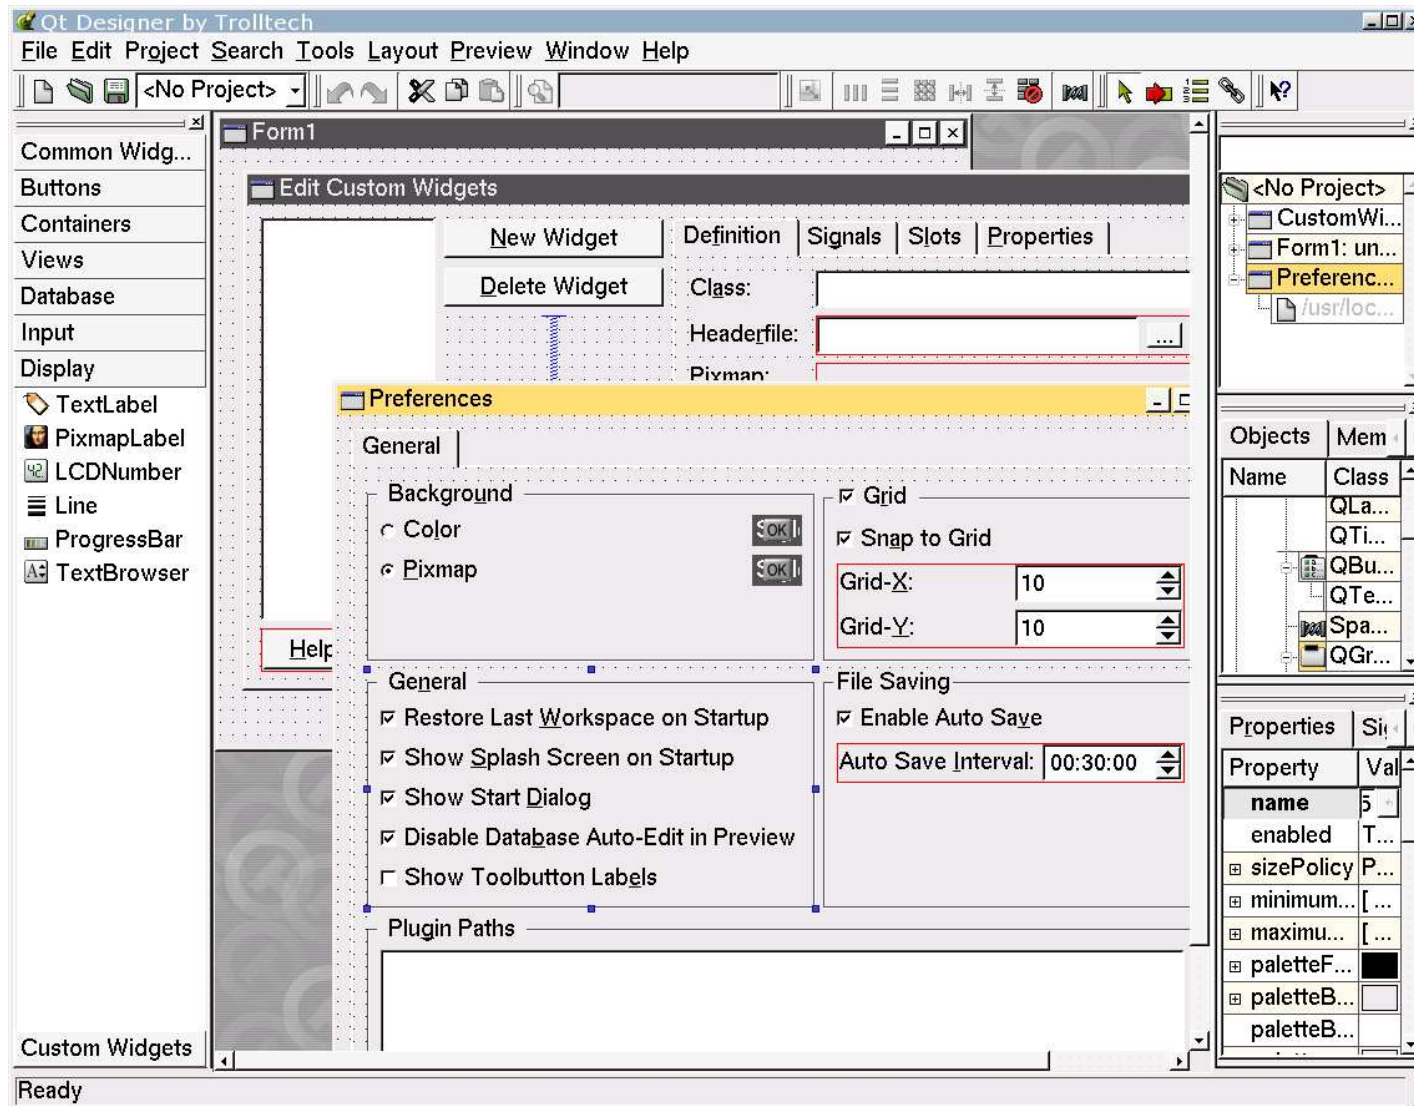 Qt Designer by Trolltech
File Edit Project Search Tools Layout Preview Window Help
<No Project>
Common Widg...
Buttons
Containers
Views
Database
Input
Display
TextLabel
PixmapLabel
LCDNumber
Line
ProgressBar
TextBrowser
Custom Widgets
Form1
Edit Custom Widgets
New Widget
Delete Widget
Definition Signals Slots Properties
Class:
Headerfile: ...
Pixmap:
Help
Preferences
General
Background
Color
OK
Pixmap
OK
Grid
Snap to Grid
Grid-X: 10
Grid-Y: 10
General
Restore Last Workspace on Startup
Show Splash Screen on Startup
Show Start Dialog
Disable Database Auto-Edit in Preview
Show Toolbutton Labels
File Saving
Enable Auto Save
Auto Save Interval: 00:30:00
Plugin Paths
<No Project>
CustomWi...
Form1: un...
Preferenc...
/usr/loc...
Objects Mem
Name Class
QLa...
QTi...
QBu...
QTe...
Spa...
QGr...
Properties Si
Property Val
name 5
enabled T...
sizePolicy P...
minimum... [ ...
maximu... [ ...
paletteF...
paletteB...
paletteB...
Ready